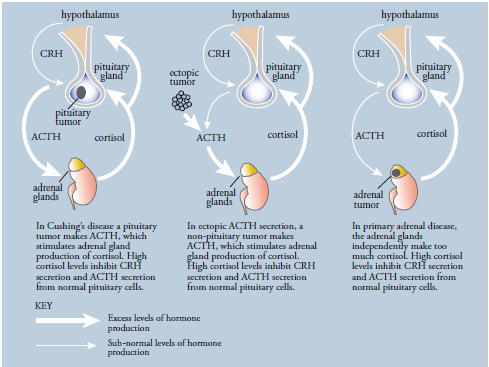 hypothalamus
CRH
pituitary
gland
pituitary
tumor
ACTH
cortisol
adrenal
glands
In Cushing's disease a pituitary
tumor makes ACTH, which
stimulates adrenal gland
production of cortisol. High
cortisol levels inhibit CRH
secretion and ACTH secretion
from normal pituitary cells.
hypothalamus
CRH
ectopic
tumor
pituitary
gland
ACTH
cortisol
adrenal
glands
In ectopic ACTH secretion, a
non-pituitary tumor makes
ACTH, which stimulates adrenal
gland production of cortisol.
High cortisol levels inhibit CRH
secretion and ACTH secretion
from normal pituitary cells.
hypothalamus
CRH
pituitary
gland
ACTH
cortisol
adrenal
tumor
In primary adrenal disease,
the adrenal glands
independently make too
much cortisol. High cortisol
levels inhibit CRH secretion
and ACTH secretion from
normal pituitary cells.
KEY
Excess levels of hormone
production
Sub-normal levels of hormone
production